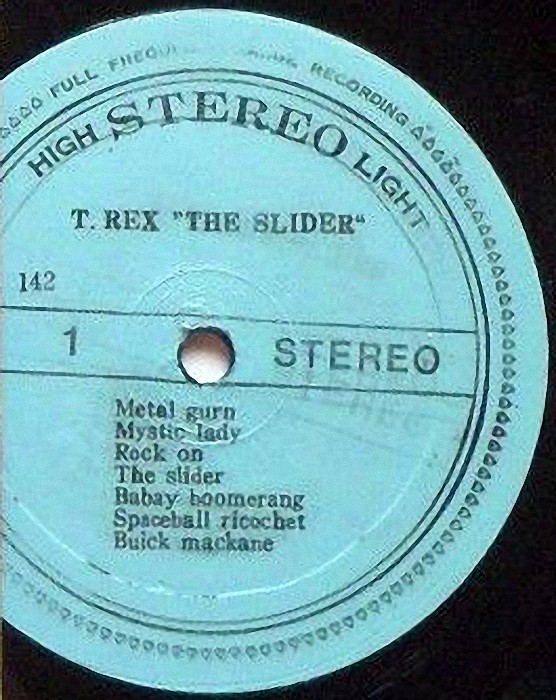 FULL RECORDING
HIGH STEREO LIGHT
T. REX "THE SLIDER"
142
1 STEREO
Metal gurn
Mystic lady
Rock on
The slider
Babay boomerang
Spaceball ricochet
Buick mackane